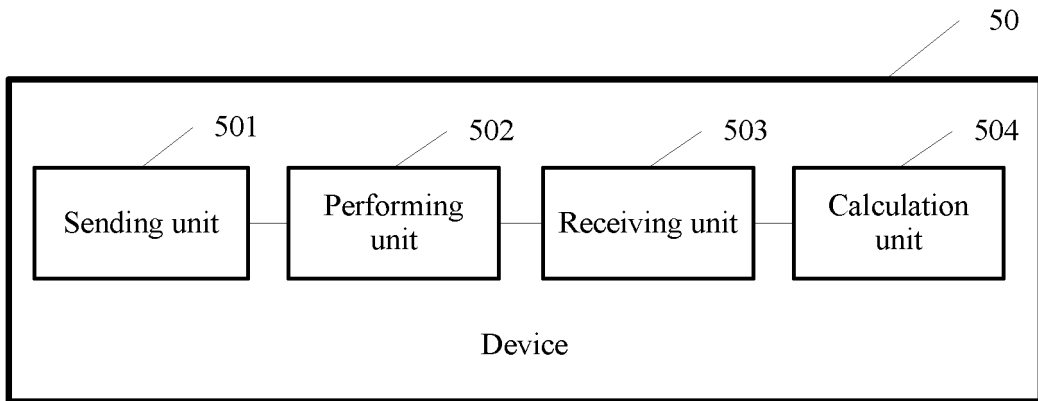 50
501
502
503
504
Sending unit
Performing
unit
Receiving unit
Calculation
unit
Device